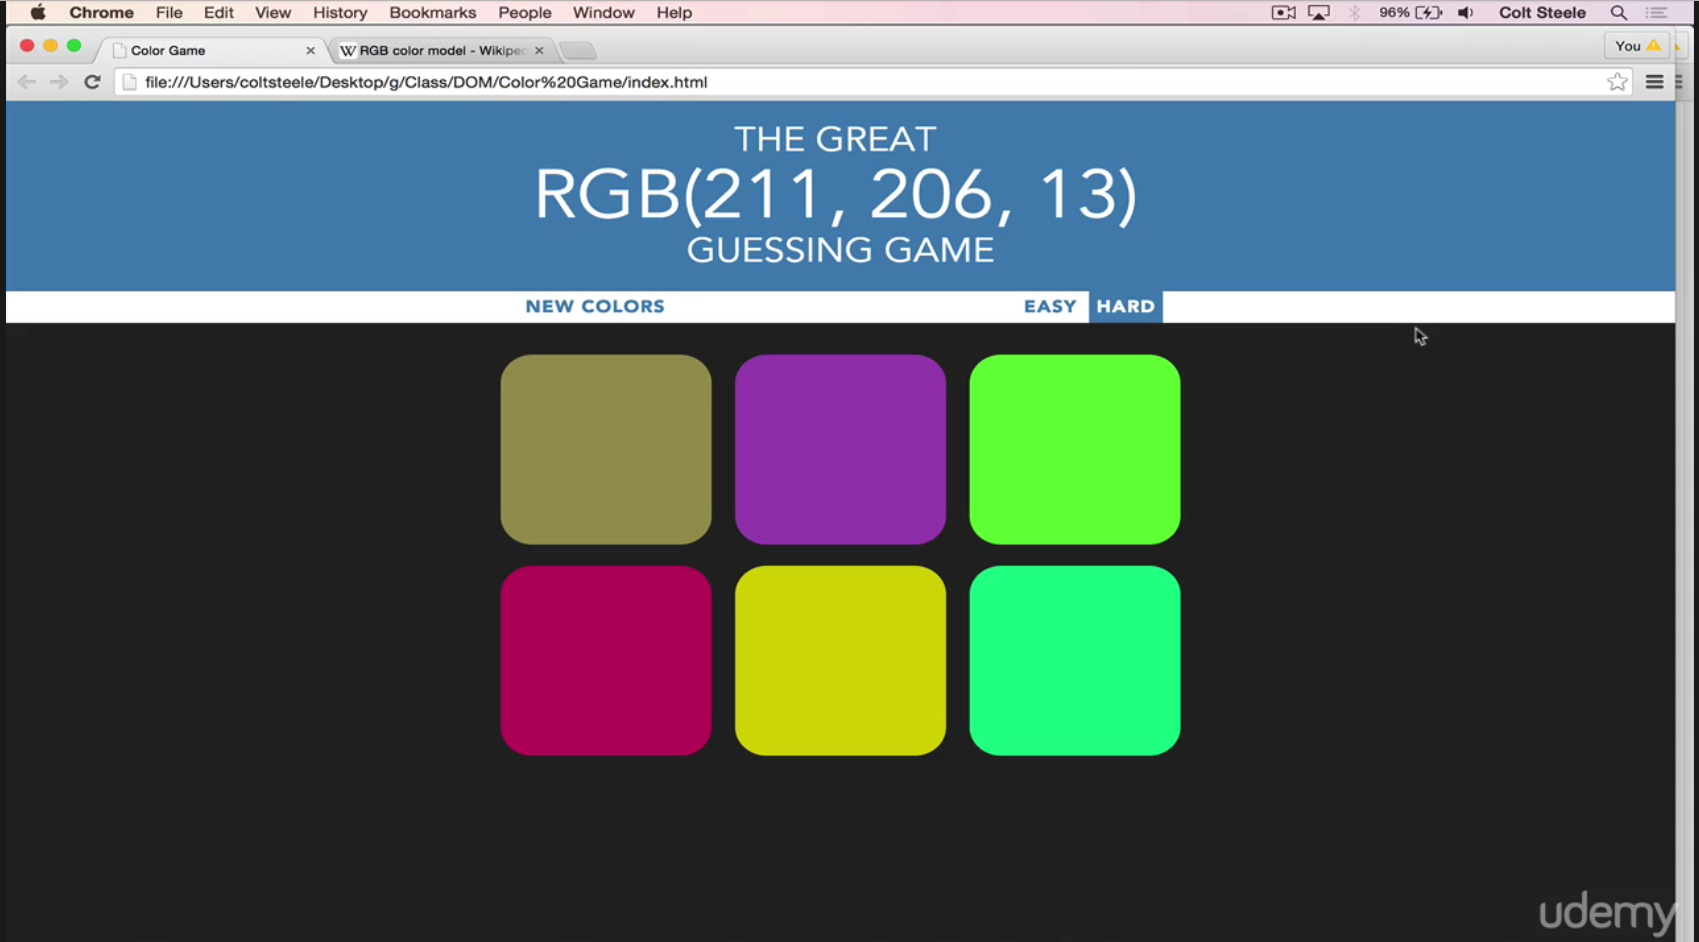 Chrome File Edit View History Bookmarks People Window Help 96% Colt Steele
Color Game RGB color model - Wikiped You
file:///Users/coltsteele/Desktop/g/Class/DOM/Color%20Game/index.html
THE GREAT
RGB(211, 206, 13)
GUESSING GAME
NEW COLORS EASY HARD
udemy